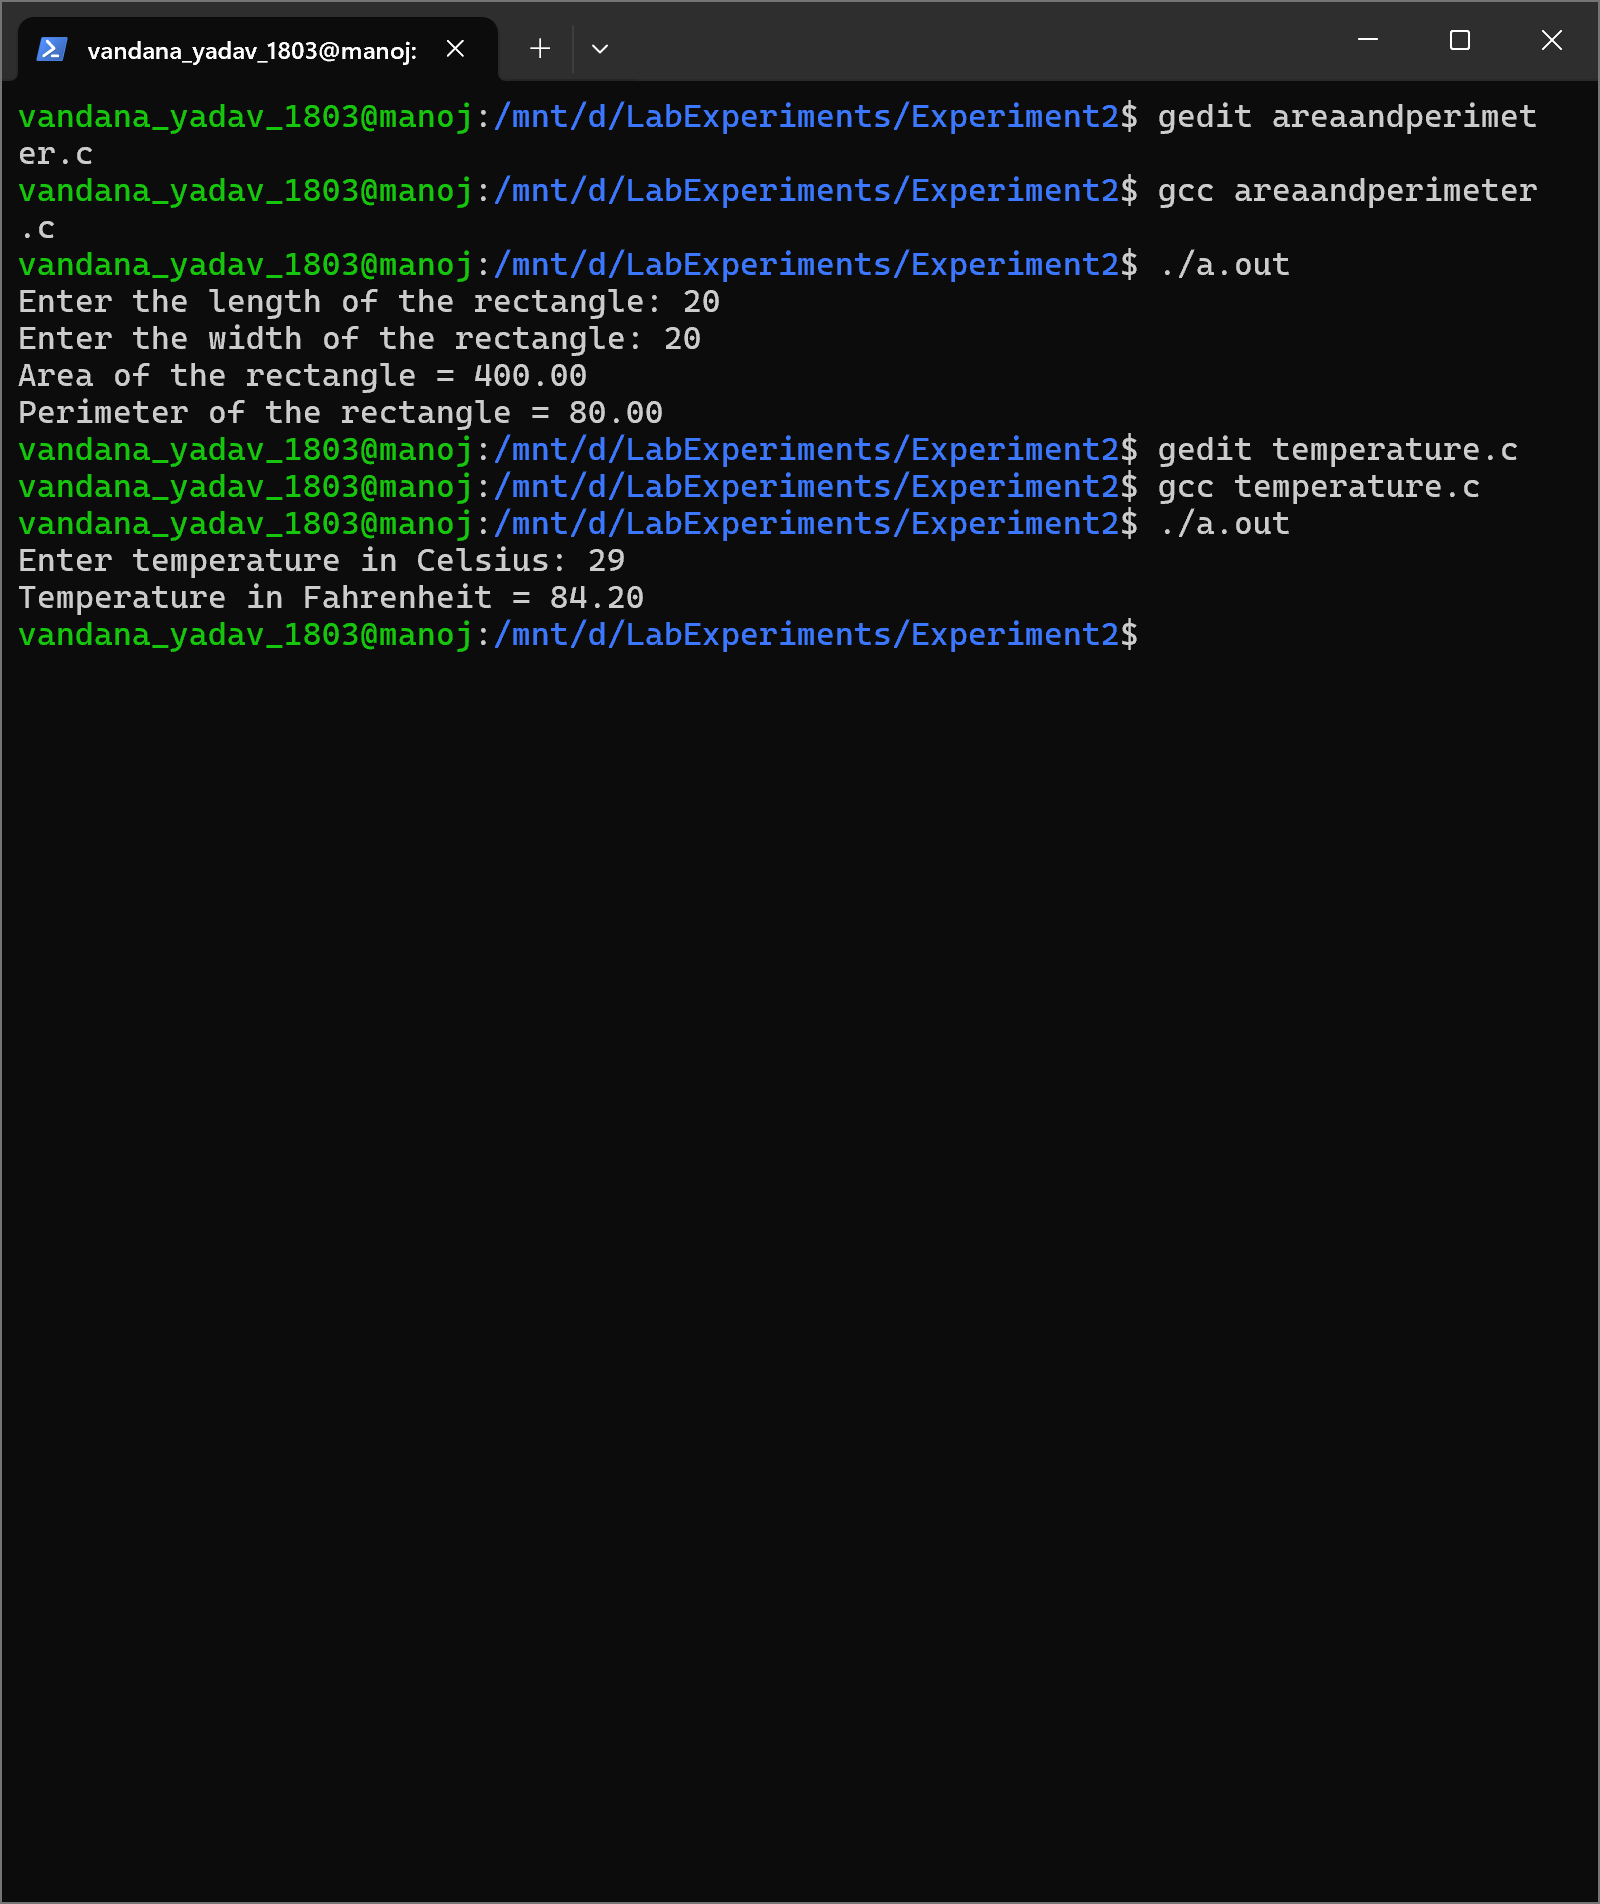 vandana_yadav_1803@manoj:
vandana_yadav_1803@manoj:/mnt/d/LabExperiments/Experiment2$ gedit areaandperimet
er.c
vandana_yadav_1803@manoj:/mnt/d/LabExperiments/Experiment2$ gcc areaandperimeter
.c
vandana_yadav_1803@manoj:/mnt/d/LabExperiments/Experiment2$ ./a.out
Enter the length of the rectangle: 20
Enter the width of the rectangle: 20
Area of the rectangle = 400.00
Perimeter of the rectangle = 80.00
vandana_yadav_1803@manoj:/mnt/d/LabExperiments/Experiment2$ gedit temperature.c
vandana_yadav_1803@manoj:/mnt/d/LabExperiments/Experiment2$ gcc temperature.c
vandana_yadav_1803@manoj:/mnt/d/LabExperiments/Experiment2$ ./a.out
Enter temperature in Celsius: 29
Temperature in Fahrenheit = 84.20
vandana_yadav_1803@manoj:/mnt/d/LabExperiments/Experiment2$